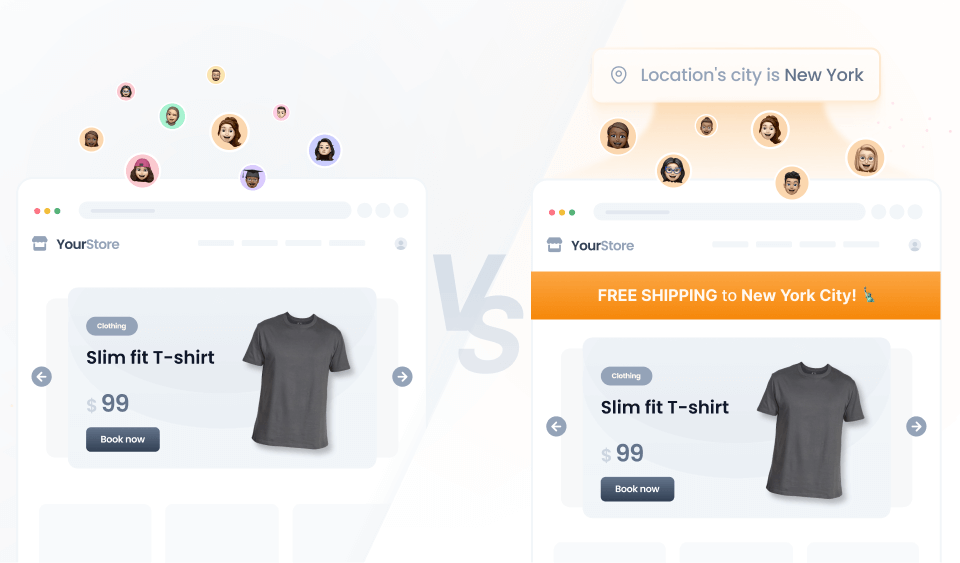 YourStore
Clothing
Slim fit T-shirt
$ 99
Book now
VS
Location's city is New York
YourStore
FREE SHIPPING to New York City! 🗽
Clothing
Slim fit T-shirt
$ 99
Book now